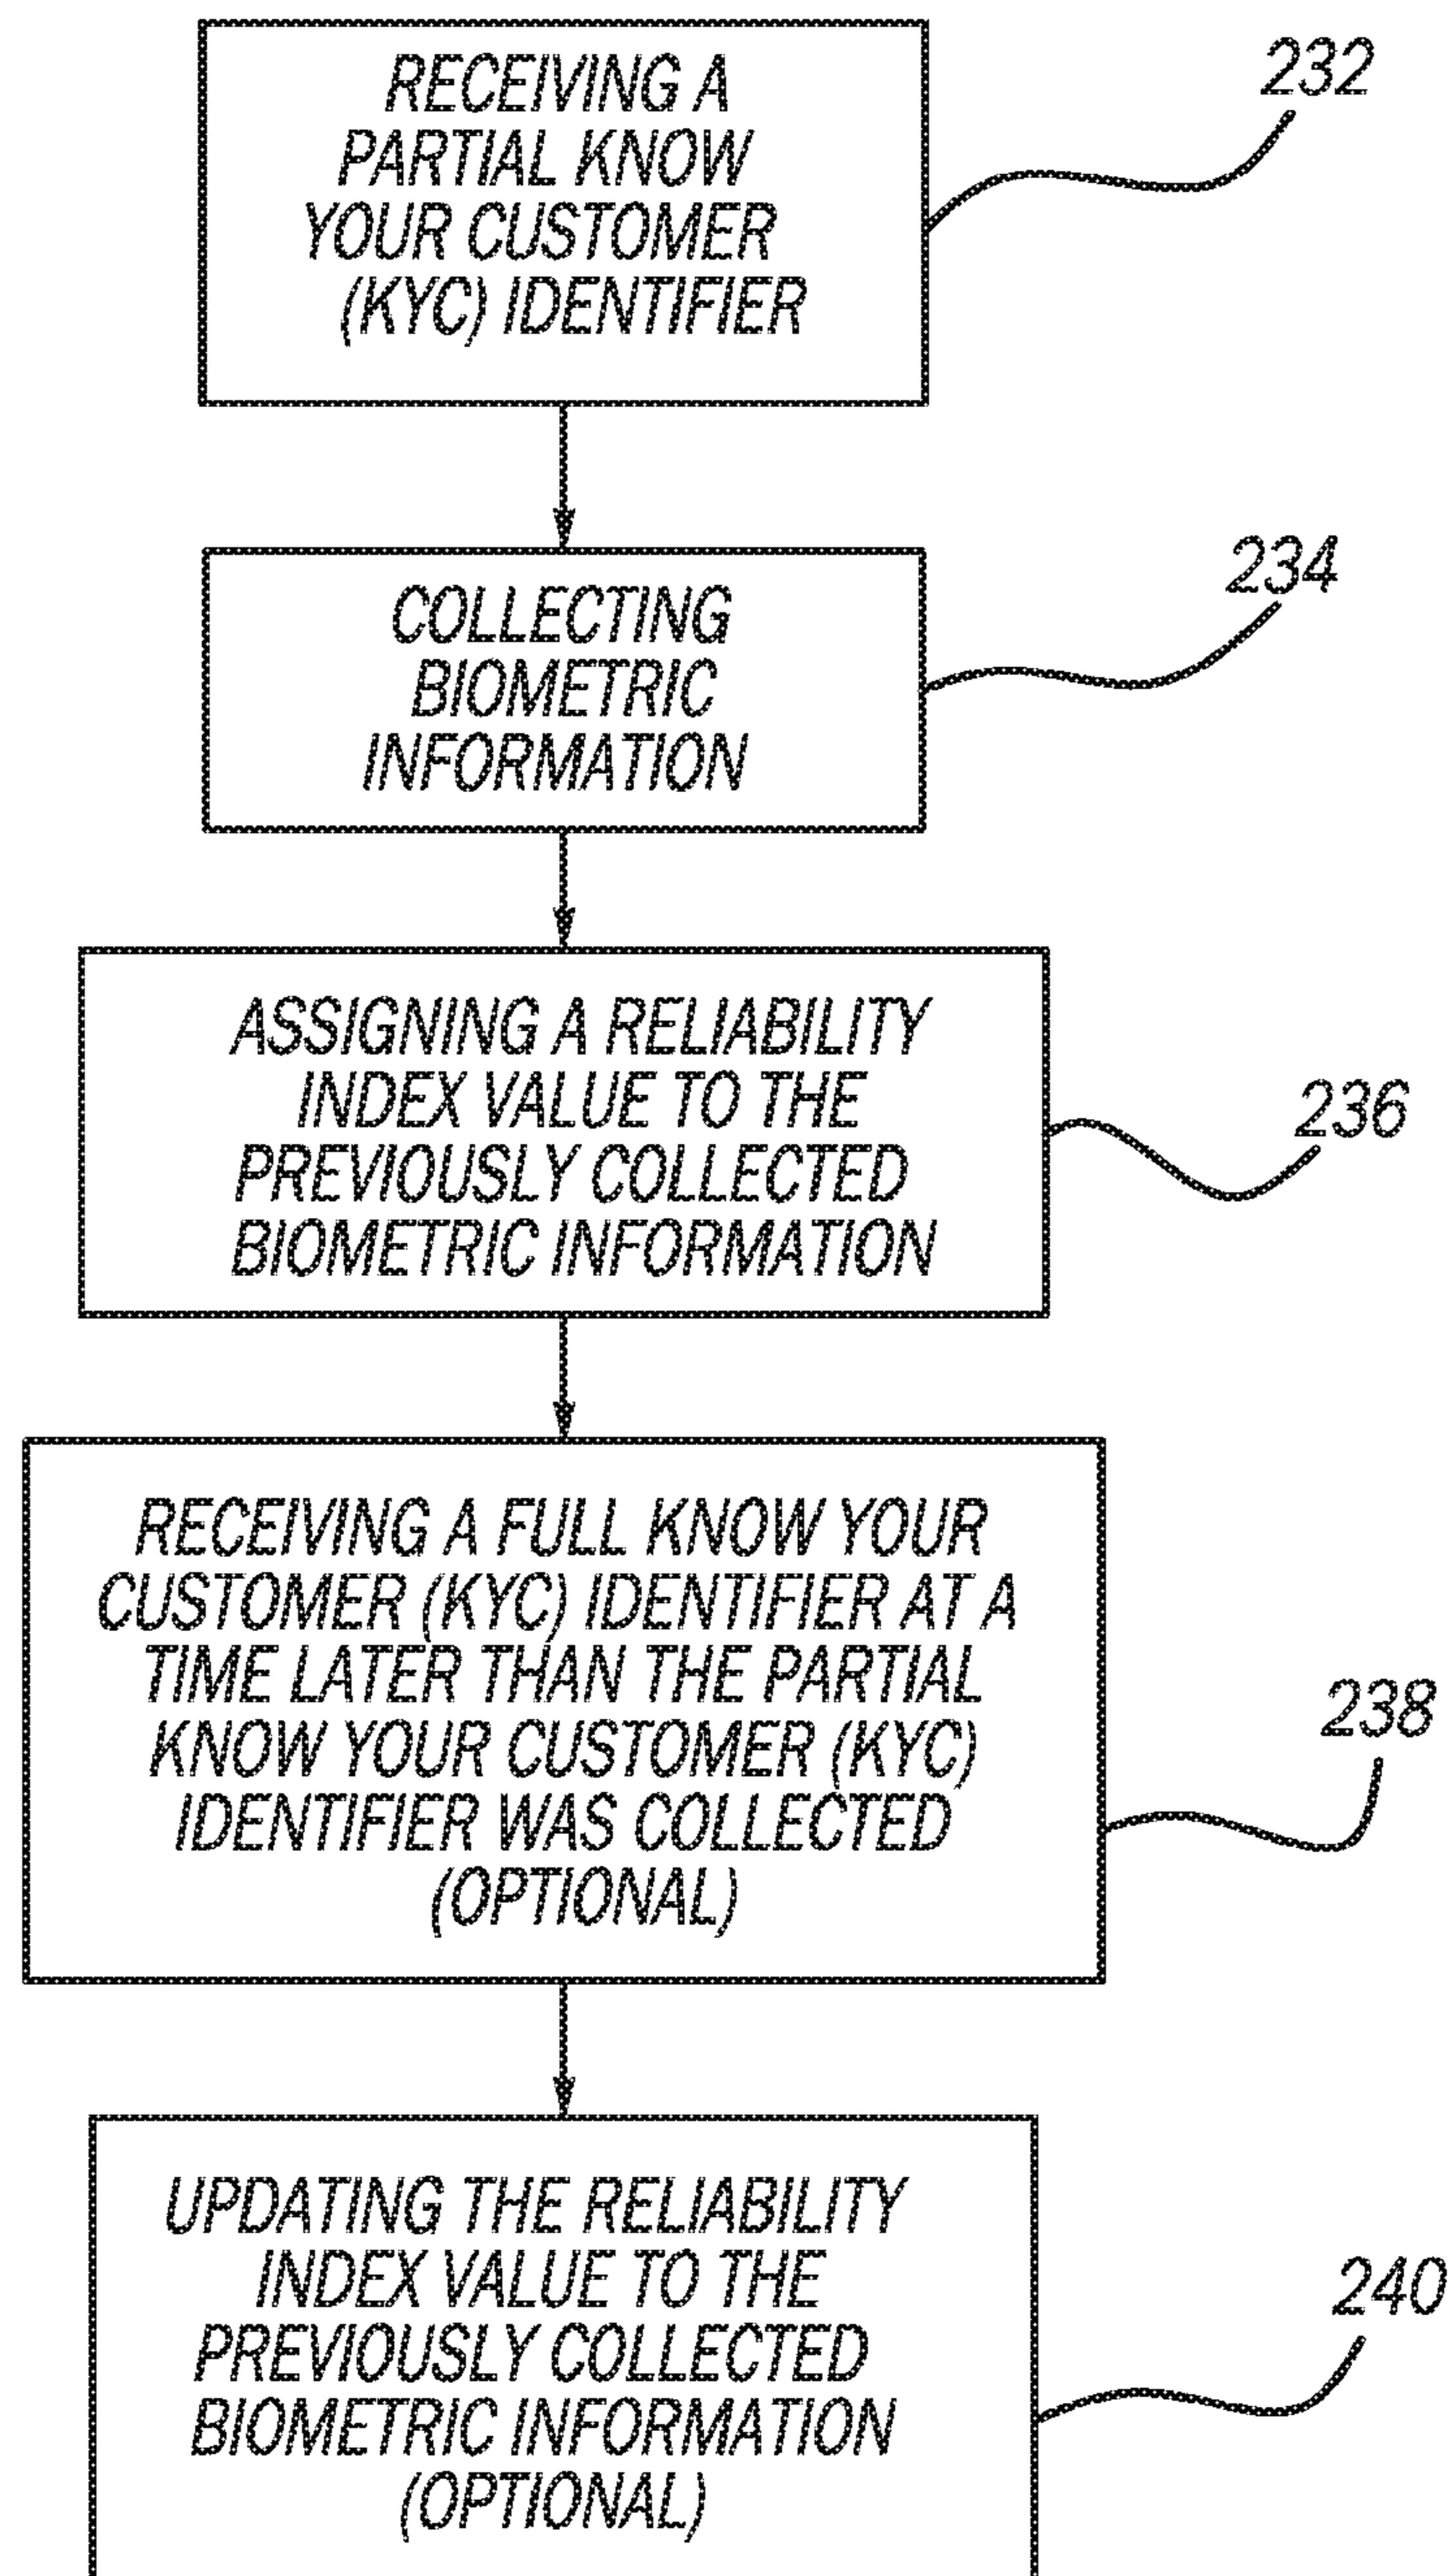 RECEIVING A
PARTIAL KNOW
YOUR CUSTOMER
(KYC) IDENTIFIER
232
COLLECTING
BIOMETRIC
INFORMATION
234
ASSIGNING A RELIABILITY
INDEX VALUE TO THE
PREVIOUSLY COLLECTED
BIOMETRIC INFORMATION
236
RECEIVING A FULL KNOW YOUR
CUSTOMER (KYC) IDENTIFIER AT A
TIME LATER THAN THE PARTIAL
KNOW YOUR CUSTOMER (KYC)
IDENTIFIER WAS COLLECTED
(OPTIONAL)
238
UPDATING THE RELIABILITY
INDEX VALUE TO THE
PREVIOUSLY COLLECTED
BIOMETRIC INFORMATION
(OPTIONAL)
240